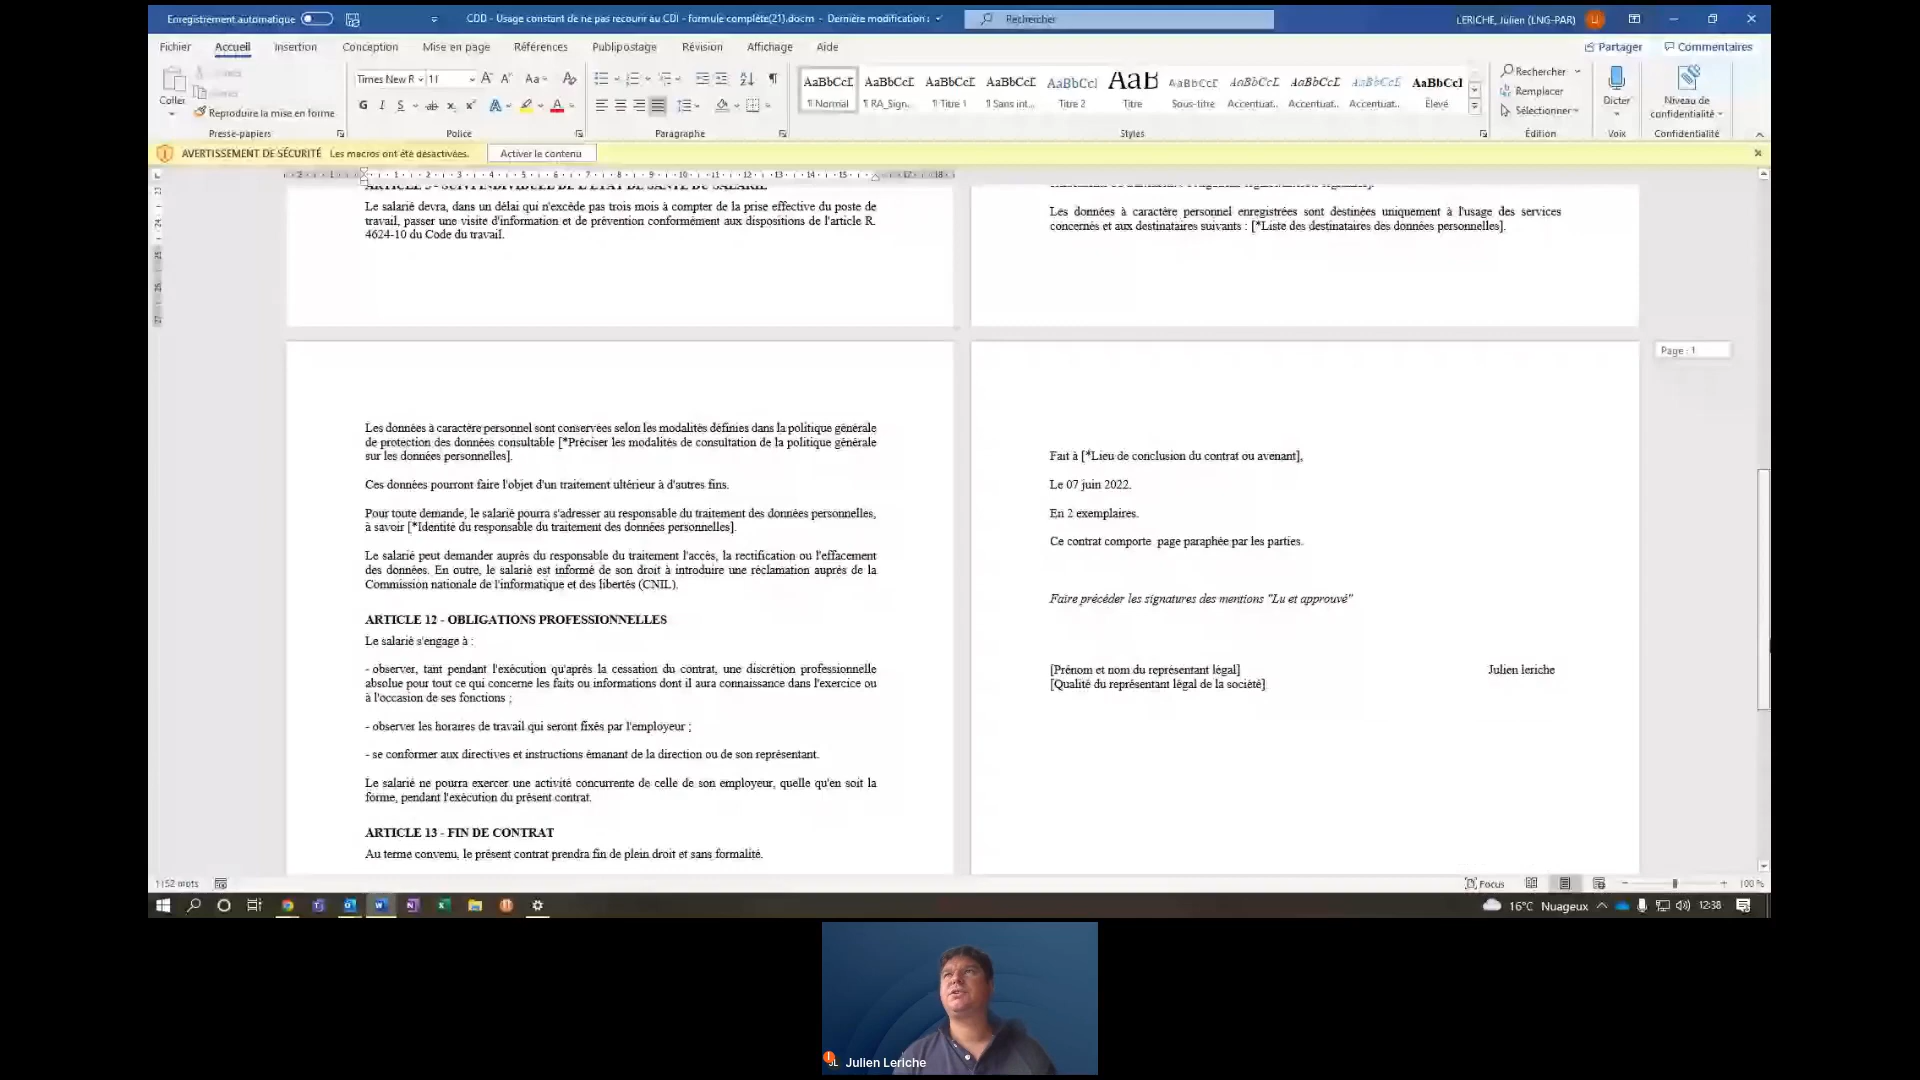 Enregistrement automatique
CDD - Usage constant de ne pas recourir au CDI - formule complète(21).docm - Dernière modification :
Rechercher
LERICHE, Julien (LNG-PAR)
Fichier Accueil Insertion Conception Mise en page Références Publipostage Révision Affichage Aide
Partager Commentaires
Coller
Reproduire la mise en forme
Presse-papiers
Times New R 11
G I S ab x x
Police
Paragraphe
AaBbCcI AaBbCcI AaBbCcI AaBbCcI AaBbCcI AaB AaBbCcI AaBbCcI AaBbCcI AaBbCcI AaBbCcI
¶ Normal ¶ RA_Sign... ¶ Titre 1 ¶ Sans int... Titre 2 Titre Sous-titre Accentuat... Accentuat... Accentuat... Élevé
Styles
Rechercher
Remplacer
Sélectionner
Édition
Dicter
Voix
Niveau de
confidentialité
Confidentialité
AVERTISSEMENT DE SÉCURITÉ Les macros ont été désactivées. Activer le contenu
Le salarié devra, dans un délai qui n'excède pas trois mois à compter de la prise effective du poste de
travail, passer une visite d'information et de prévention conformément aux dispositions de l'article R.
4624-10 du Code du travail.
Les données à caractère personnel enregistrées sont destinées uniquement à l'usage des services
concernés et aux destinataires suivants : [*Liste des destinataires des données personnelles].
Page : 1
Les données à caractère personnel sont conservées selon les modalités définies dans la politique générale
de protection des données consultable [*Préciser les modalités de consultation de la politique générale
sur les données personnelles].
Ces données pourront faire l'objet d'un traitement ultérieur à d'autres fins.
Pour toute demande, le salarié pourra s'adresser au responsable du traitement des données personnelles,
à savoir [*Identité du responsable du traitement des données personnelles].
Le salarié peut demander auprès du responsable du traitement l'accès, la rectification ou l'effacement
des données. En outre, le salarié est informé de son droit à introduire une réclamation auprès de la
Commission nationale de l'informatique et des libertés (CNIL).
ARTICLE 12 - OBLIGATIONS PROFESSIONNELLES
Le salarié s'engage à :
- observer, tant pendant l'exécution qu'après la cessation du contrat, une discrétion professionnelle
absolue pour tout ce qui concerne les faits ou informations dont il aura connaissance dans l'exercice ou
à l'occasion de ses fonctions ;
- observer les horaires de travail qui seront fixés par l'employeur ;
- se conformer aux directives et instructions émanant de la direction ou de son représentant.
Le salarié ne pourra exercer une activité concurrente de celle de son employeur, quelle qu'en soit la
forme, pendant l'exécution du présent contrat.
ARTICLE 13 - FIN DE CONTRAT
Au terme convenu, le présent contrat prendra fin de plein droit et sans formalité.
Fait à [*Lieu de conclusion du contrat ou avenant],
Le 07 juin 2022.
En 2 exemplaires.
Ce contrat comporte page paraphée par les parties.
Faire précéder les signatures des mentions "Lu et approuvé"
[Prénom et nom du représentant légal] Julien leriche
[Qualité du représentant légal de la société]
1152 mots
Focus
100 %
16°C Nuageux
12:38
Julien Leriche